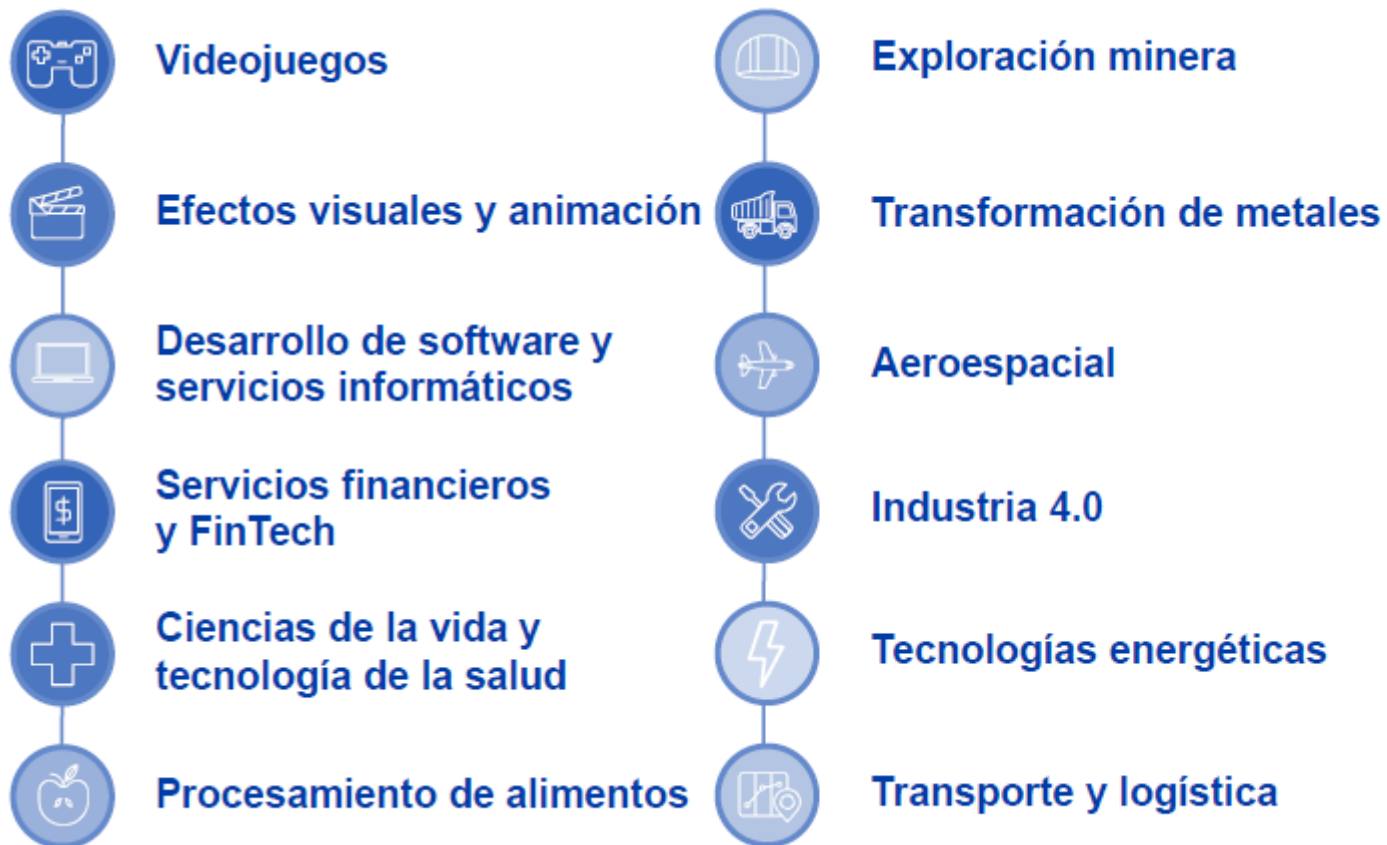 Videojuegos
Efectos visuales y animación
Desarrollo de software y
servicios informáticos
$
Servicios financieros
y FinTech
Ciencias de la vida y
tecnología de la salud
Procesamiento de alimentos
Exploración minera
Transformación de metales
Aeroespacial
Industria 4.0
Tecnologías energéticas
Transporte y logística